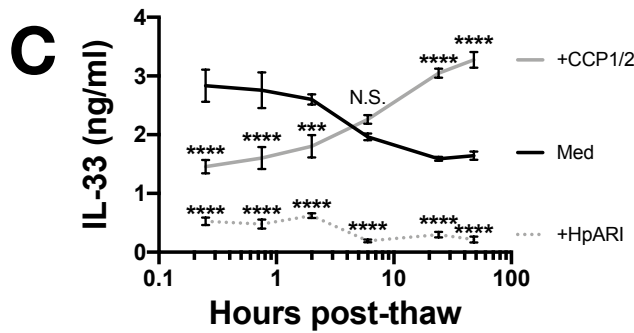 C
IL-33 (ng/ml)
4
3
2
1
0
0.1
1
10
100
Hours post-thaw
****
****
***
N.S.
****
****
****
****
****
****
****
****
+CCP1/2
Med
+HpARI